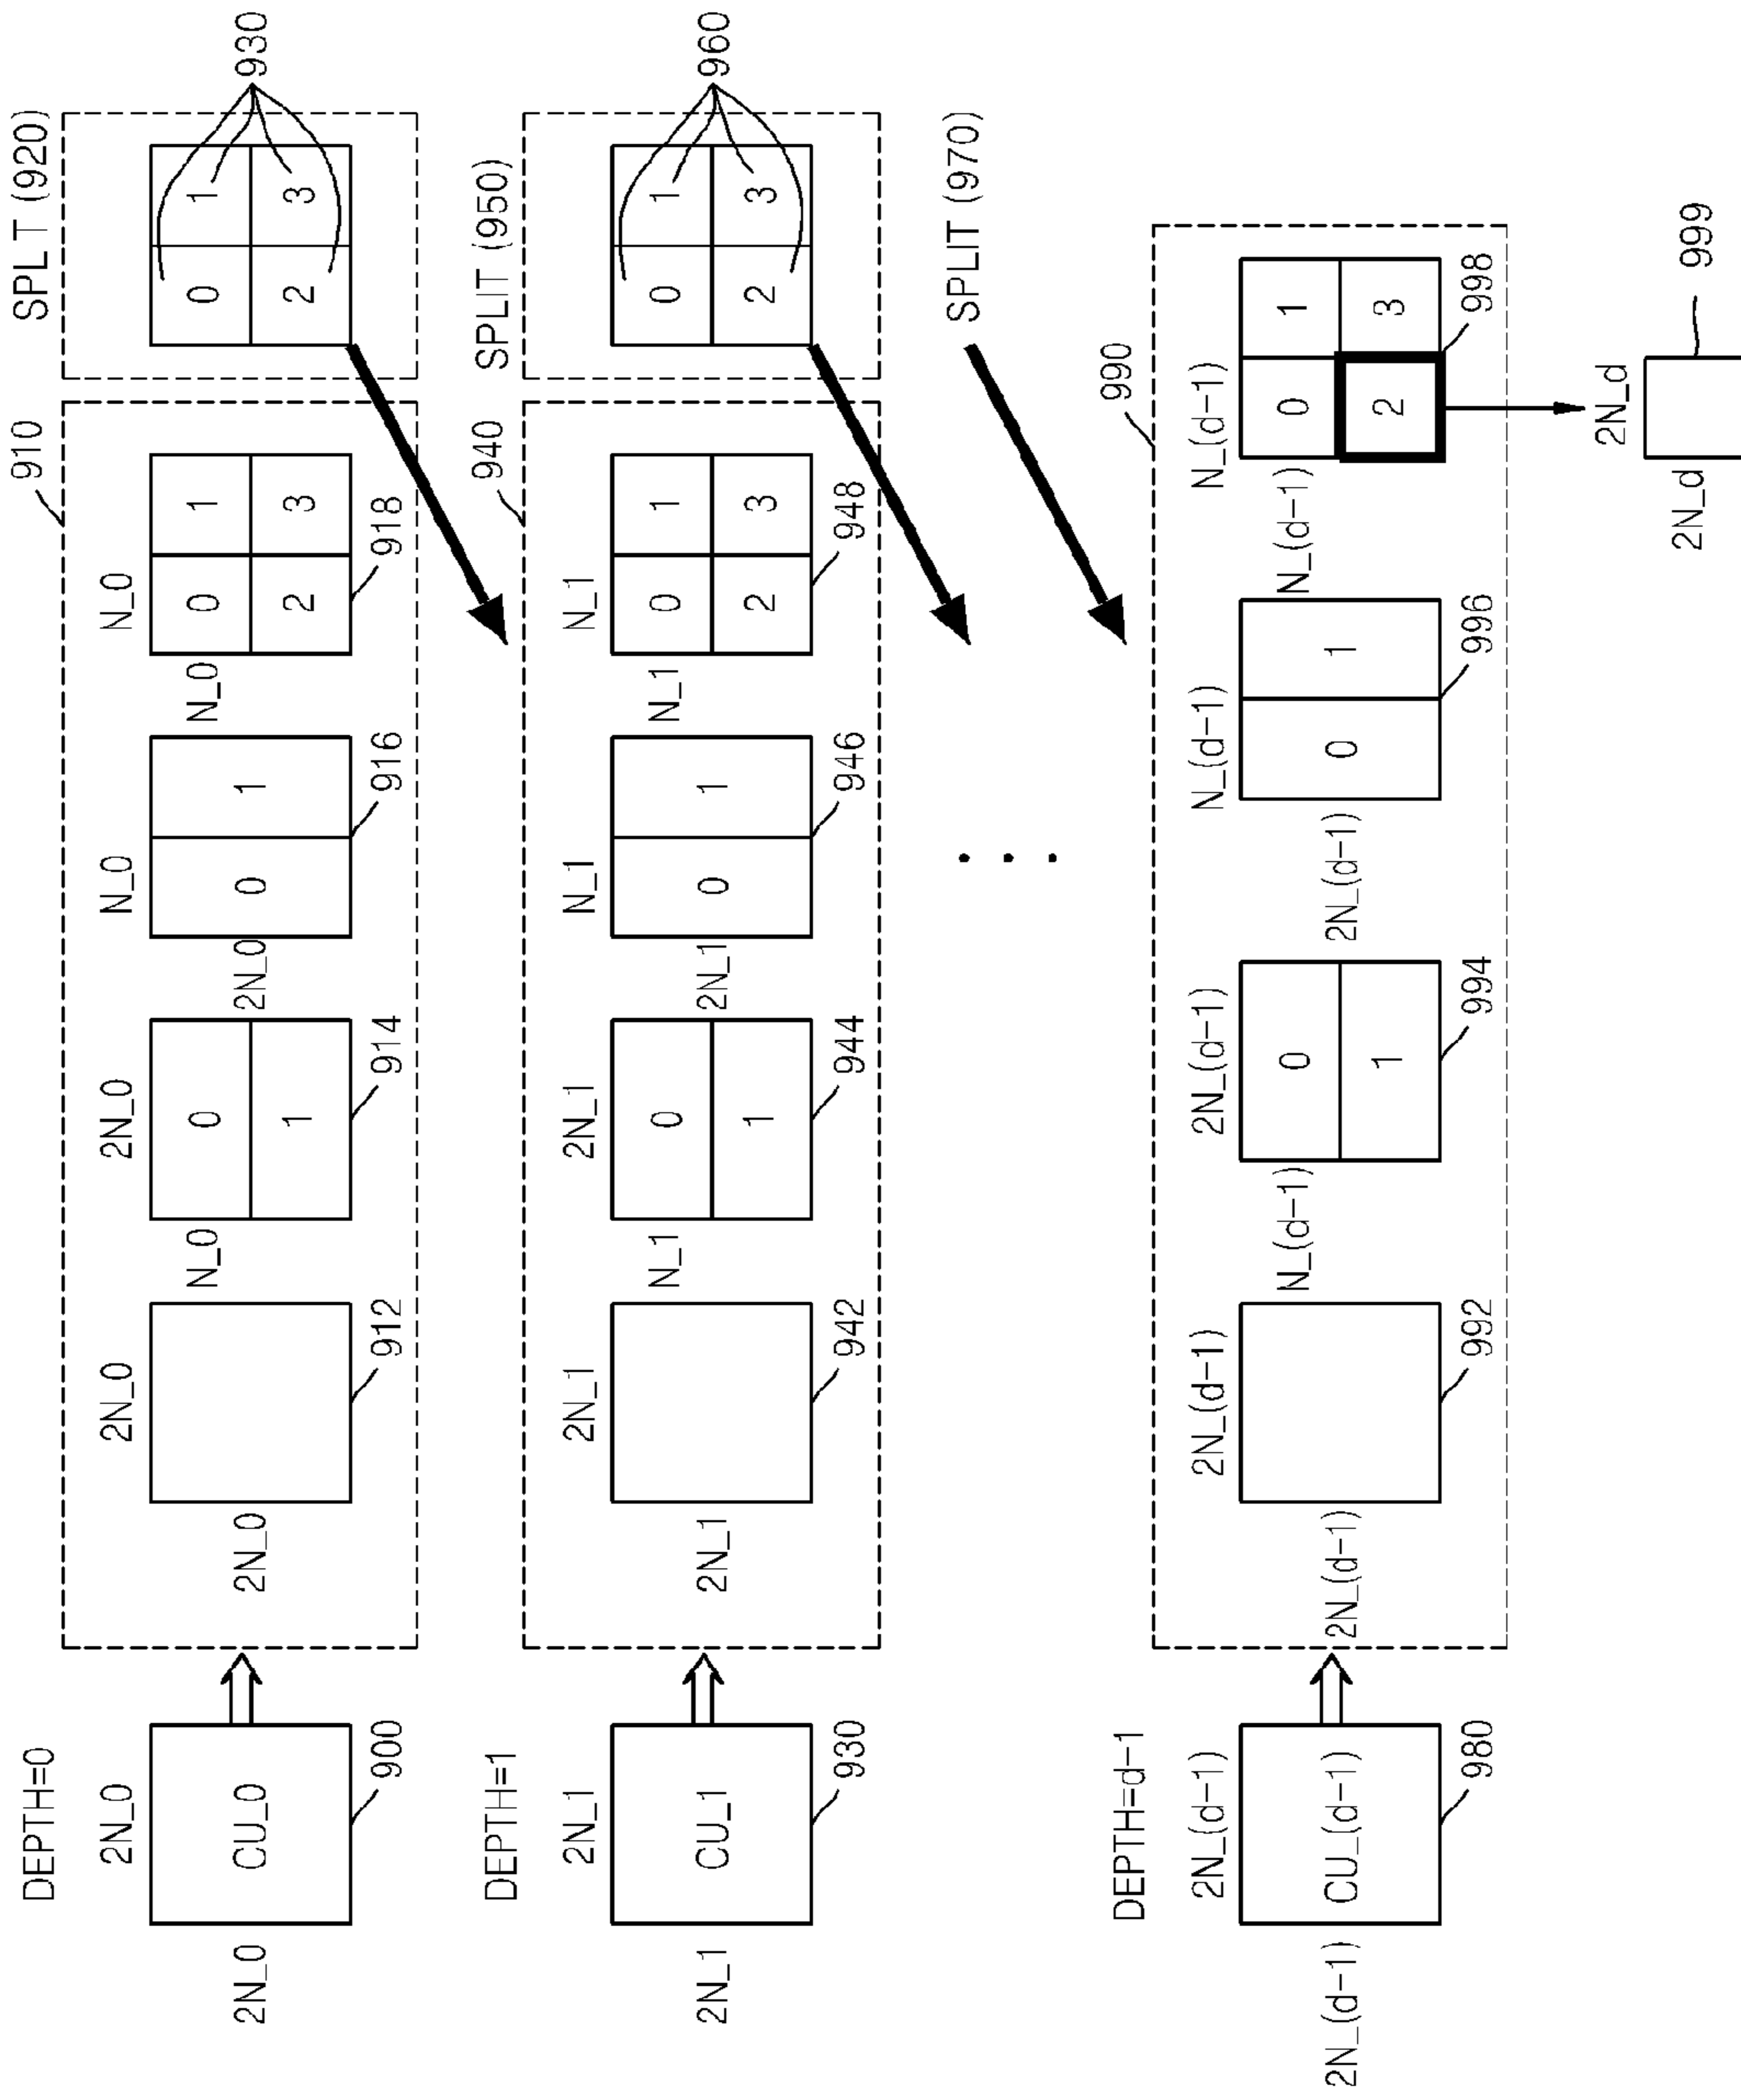 DEPTH=0
2N_0
2N_0
CU_0
900
910
2N_0
2N_0
912
2N_0
N_0
0
1
914
N_0
2N_0
0
1
916
N_0
N_0
0
1
2
3
918
SPL T (920)
0
1
2
3
930
DEPTH=1
2N_1
2N_1
CU_1
930
940
2N_1
2N_1
942
2N_1
N_1
0
1
944
N_1
2N_1
0
1
946
N_1
N_1
0
1
2
3
948
SPLIT (950)
0
1
2
3
960
SPLIT (970)
DEPTH=d-1
2N_(d-1)
2N_(d-1)
CU_(d-1)
980
990
2N_(d-1)
2N_(d-1)
992
2N_(d-1)
N_(d-1)
0
1
994
N_(d-1)
2N_(d-1)
0
1
996
N_(d-1)
N_(d-1)
0
1
2
3
998
2N_d
2N_d
999